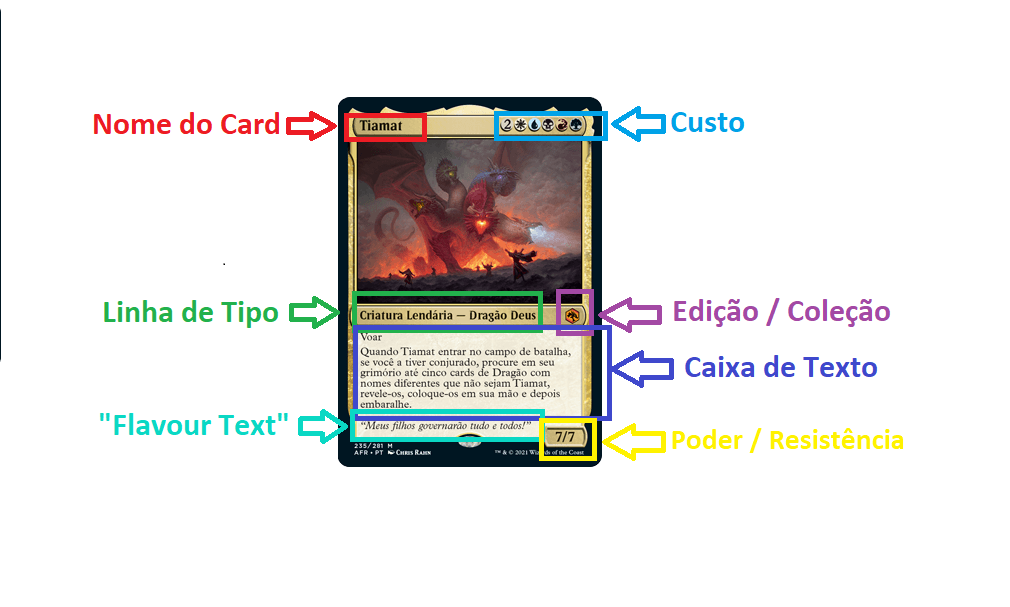 Nome do Card
Tiamat
2
Custo
Linha de Tipo
Criatura Lendária — Dragão Deus
Edição / Coleção
Voar
Quando Tiamat entrar no campo de batalha,
se você a tiver conjurado, procure em seu
grimório até cinco cards de Dragão com
nomes diferentes que não sejam Tiamat,
revele-os, coloque-os em sua mão e depois
embaralhe.
Caixa de Texto
"Flavour Text"
“Meus filhos governarão tudo e todos!”
7/7
Poder / Resistência
235/281 M
AFR • PT Chris Rahn
™ & © 2021 Wizards of the Coast